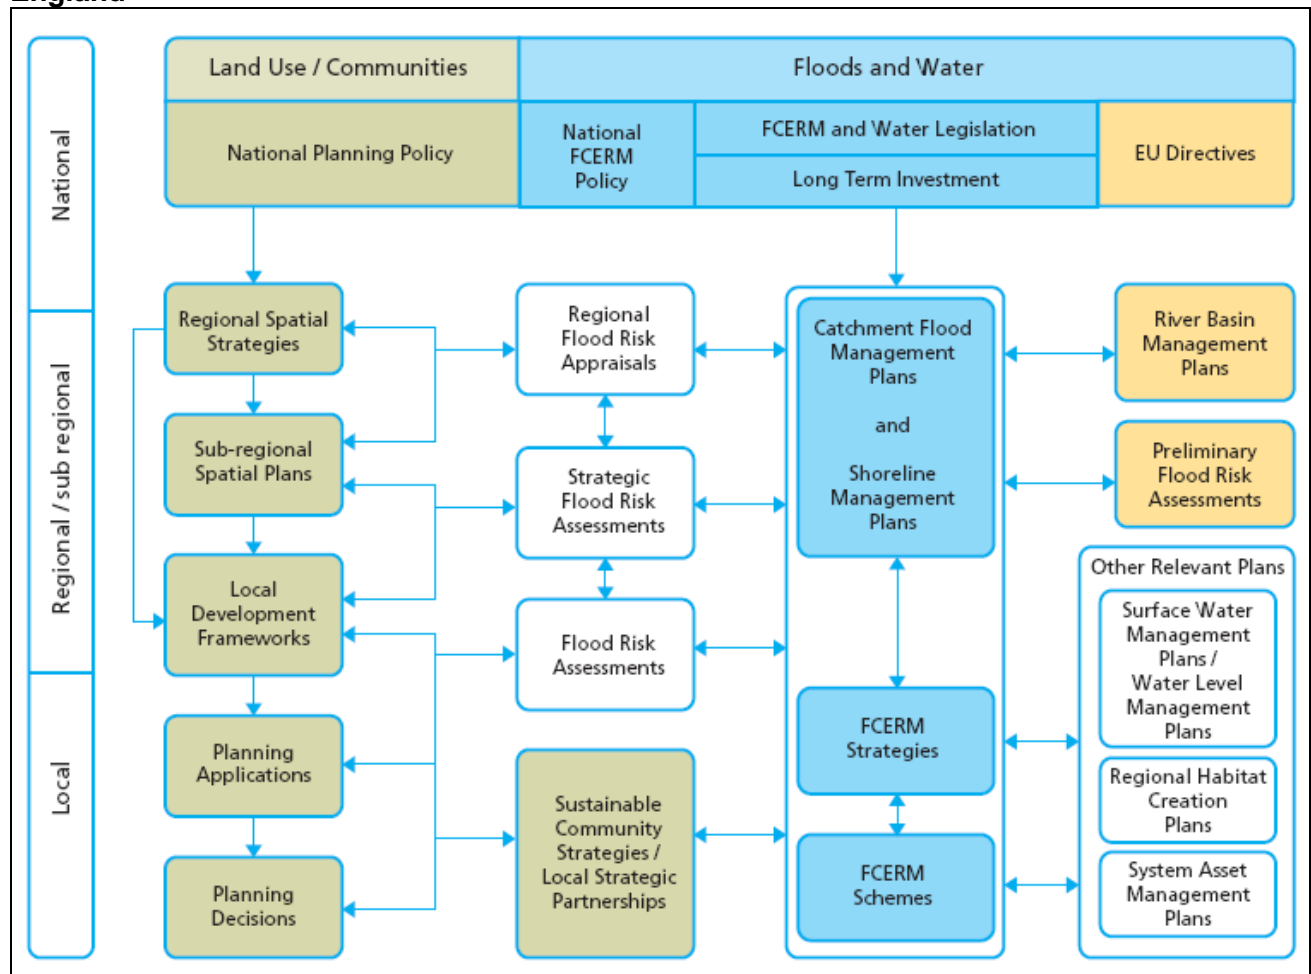 England
Land Use / Communities
Floods and Water
National
National Planning Policy
National
FCERM
Policy
FCERM and Water Legislation
Long Term Investment
EU Directives
Regional / sub regional
Regional Spatial
Strategies
Regional
Flood Risk
Appraisals
Catchment Flood
Management
Plans
and
Shoreline
Management
Plans
River Basin
Management
Plans
Sub-regional
Spatial Plans
Strategic
Flood Risk
Assessments
Preliminary
Flood Risk
Assessments
Local
Development
Frameworks
Flood Risk
Assessments
Other Relevant Plans
Surface Water
Management
Plans /
Water Level
Management
Plans
Local
Planning
Applications
FCERM
Strategies
Regional Habitat
Creation
Plans
Sustainable
Community
Strategies /
Local Strategic
Partnerships
Planning
Decisions
FCERM
Schemes
System Asset
Management
Plans